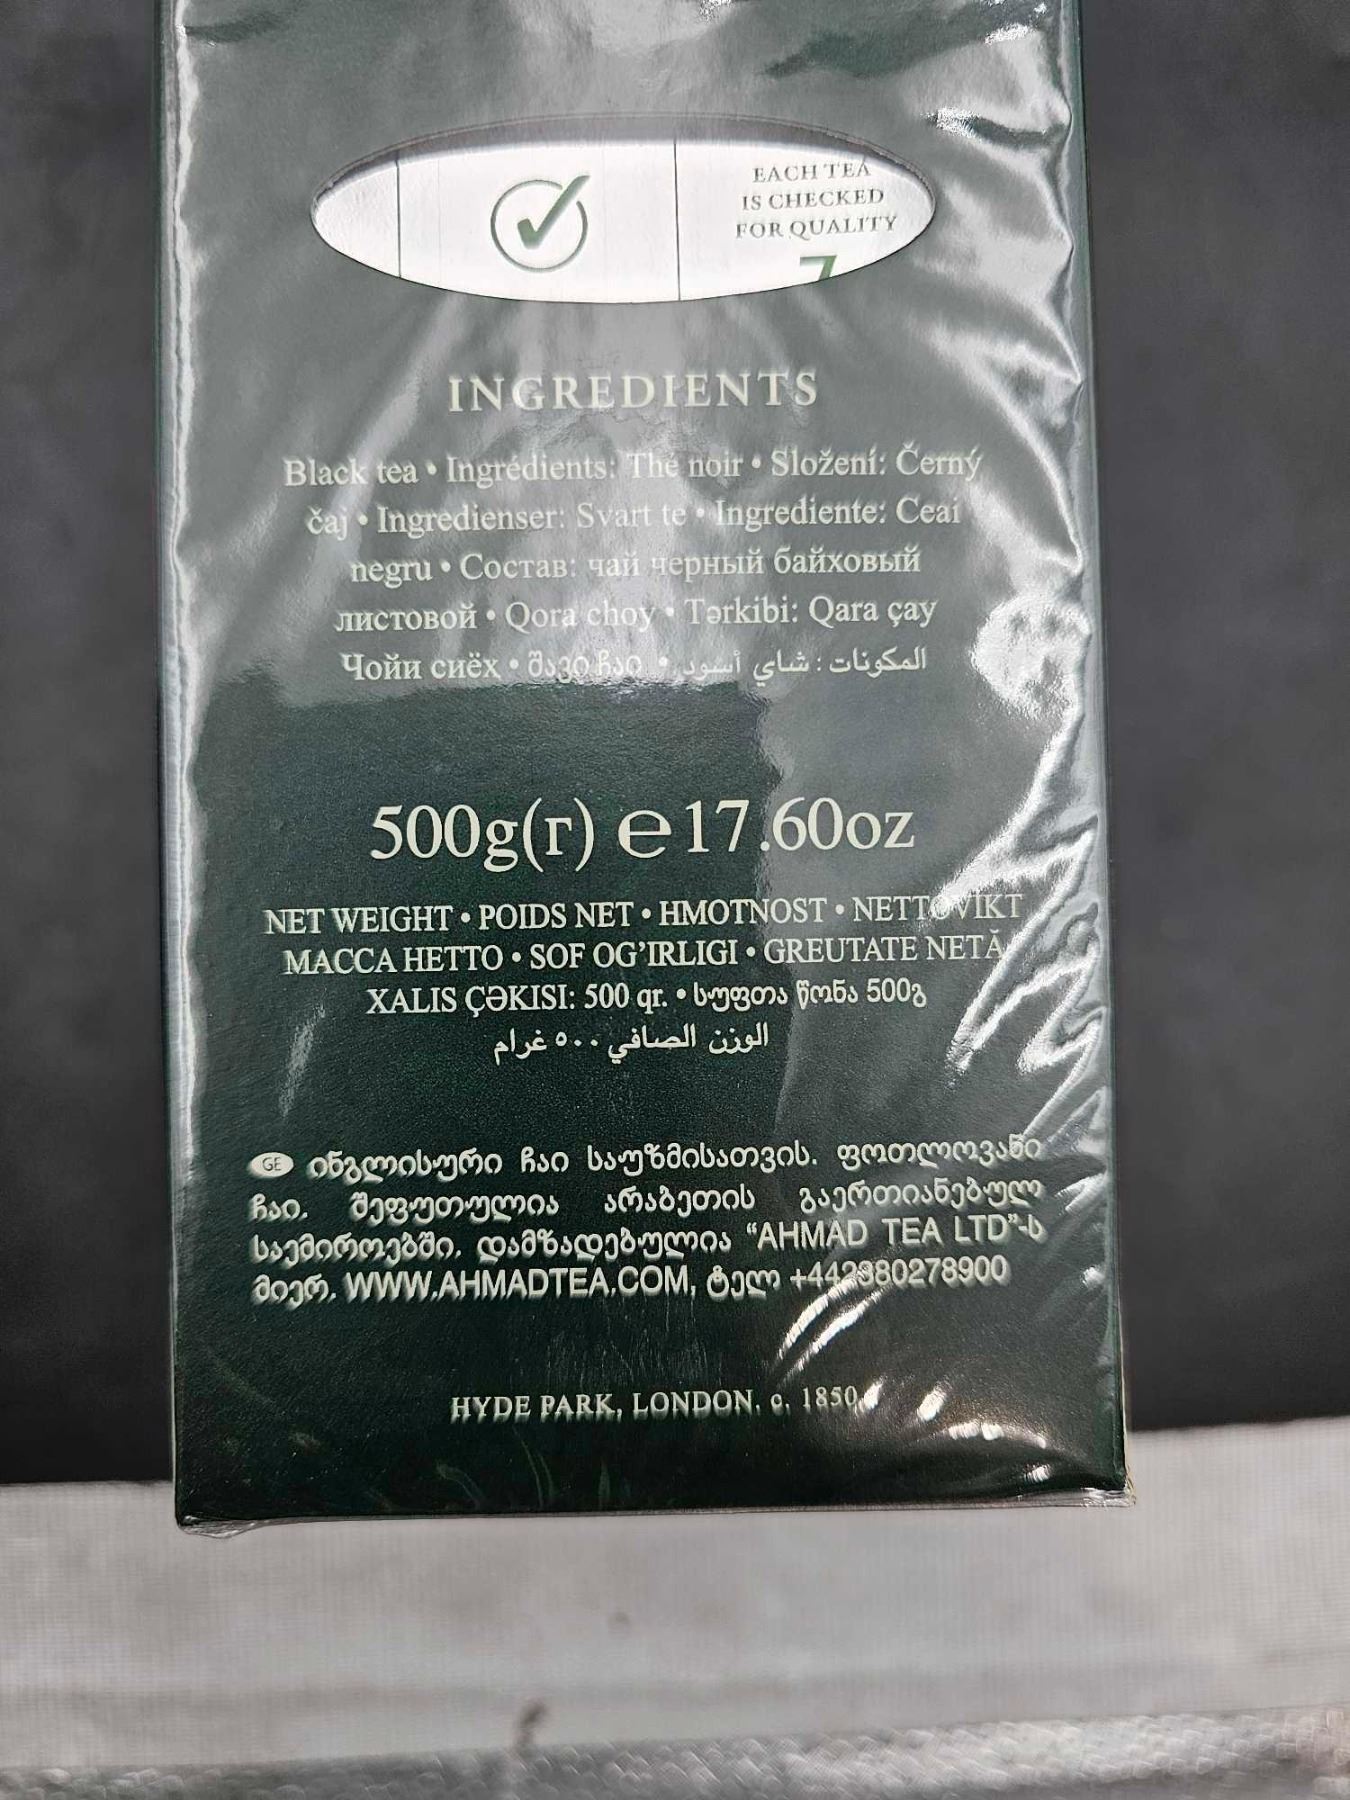 EACH TEA
IS CHECKED
FOR QUALITY
7
INGREDIENTS
Black tea • Ingrédients: Thé noir • Složení: Černý
čaj • Ingredienser: Svart te • Ingrediente: Ceai
negru • Состав: чай черный байховый
листовой • Qora choy • Tərkibi: Qara çay
Чойи сиёх • შავი ჩაი • المكونات : شاي أسود
500g(г) ℮ 17.60oz
NET WEIGHT • POIDS NET • HMOTNOST • NETTOVIKT
МАССА НЕТТО • SOF OG'IRLIGI • GREUTATE NETĂ
XALIS ÇƏKISI: 500 qr. • სუფთა წონა 500გ
الوزن الصافي ٥٠٠ غرام
GE ინგლისური ჩაი საუზმისათვის. ფოთლოვანი
ჩაი. შეფუთულია არაბეთის გაერთიანებულ
საემიროებში. დამზადებულია “AHMAD TEA LTD”-ს
მიერ. WWW.AHMADTEA.COM, ტელ +442380278900
HYDE PARK, LONDON. c. 1850